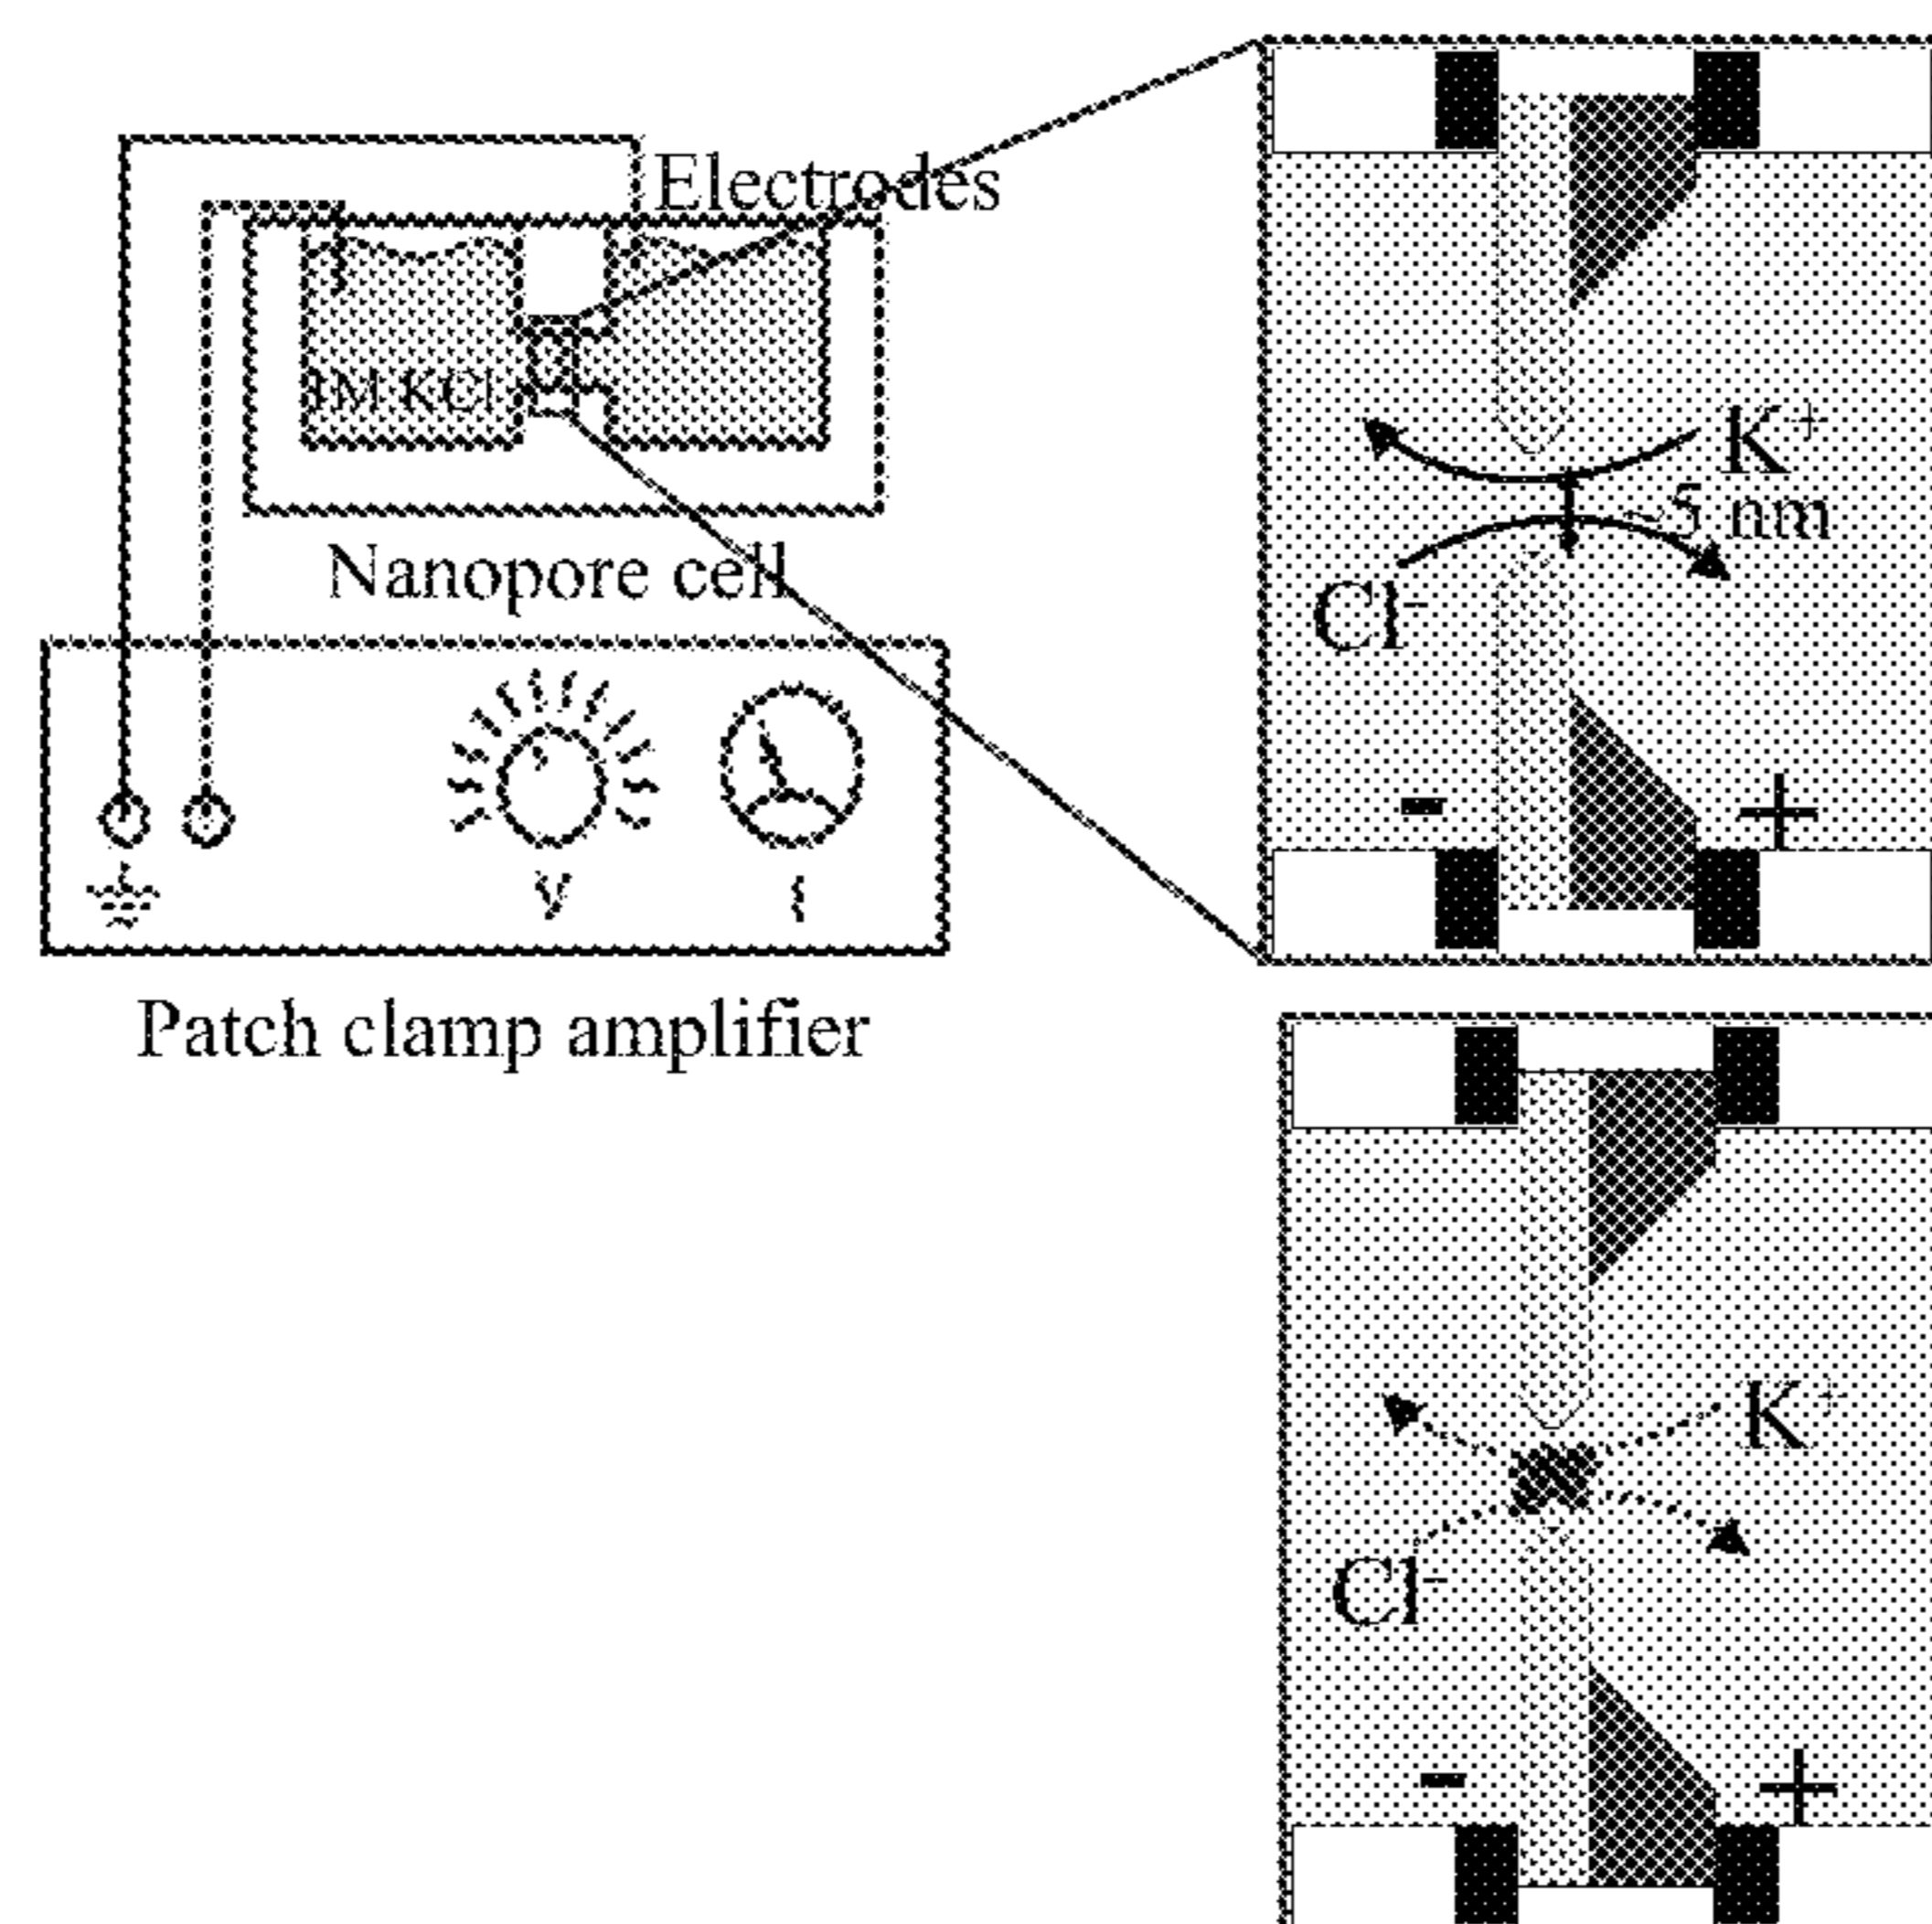 Electrodes
1M KCl
Nanopore cell
V
I
Patch clamp amplifier
K⁺
~5 nm
Cl⁻
-
+
K⁺
Cl⁻
-
+